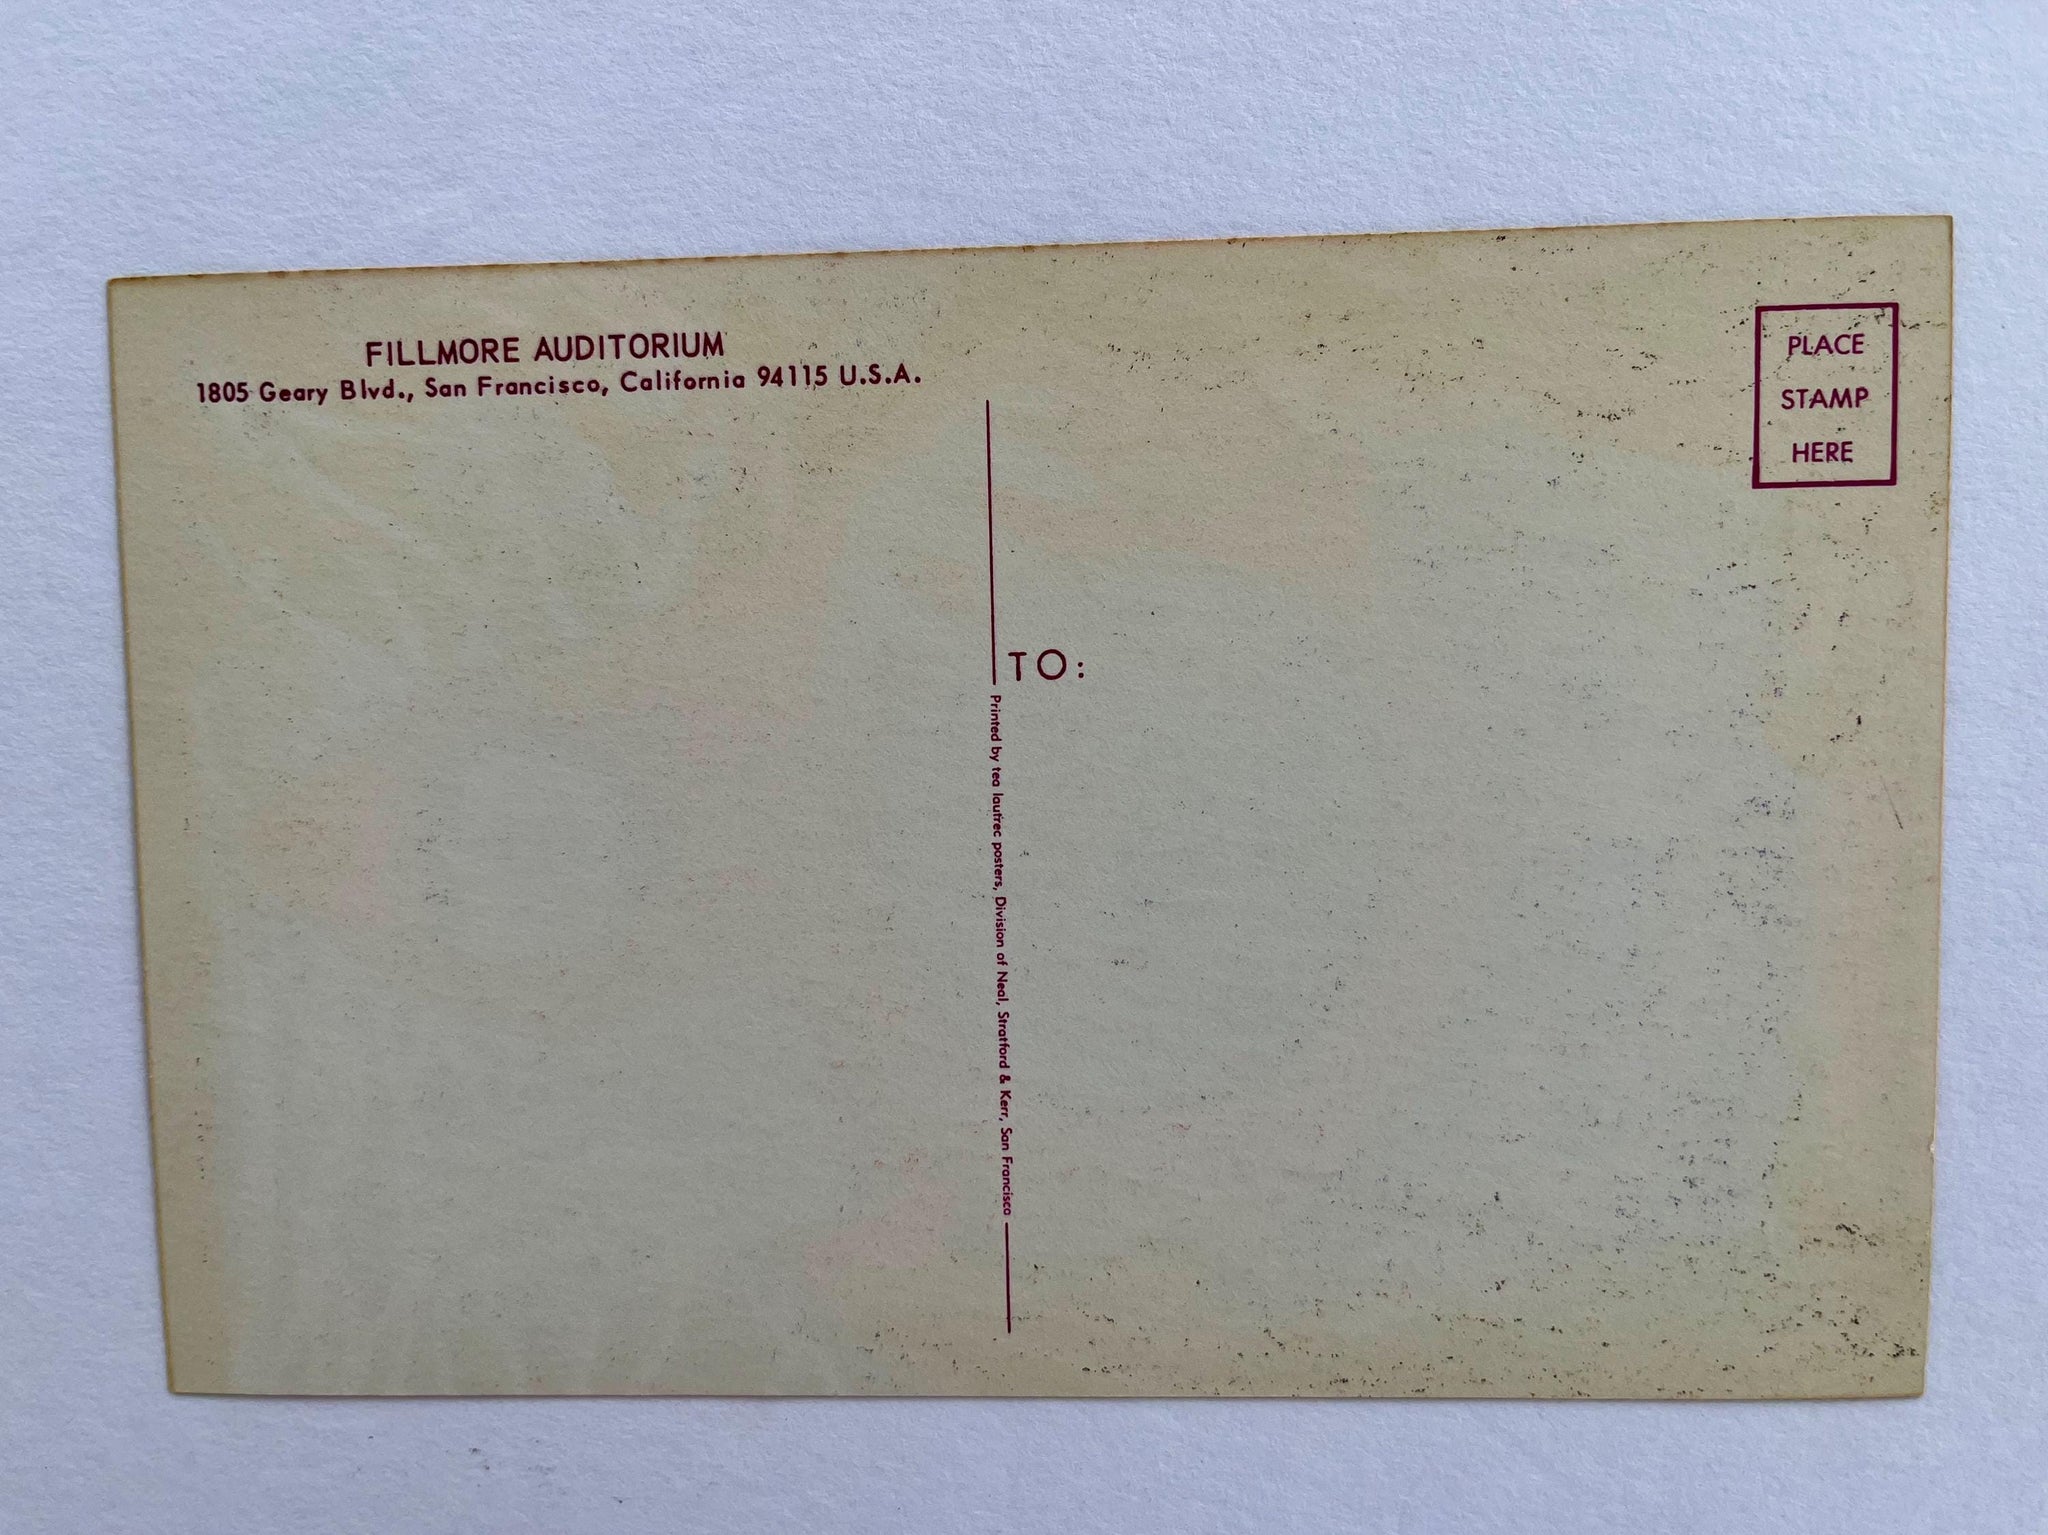 FILLMORE AUDITORIUM
1805 Geary Blvd., San Francisco, California 94115 U.S.A.
PLACE
STAMP
HERE
TO:
Printed by tea lautrec posters, Division of Neal, Stratford & Kerr, San Francisco